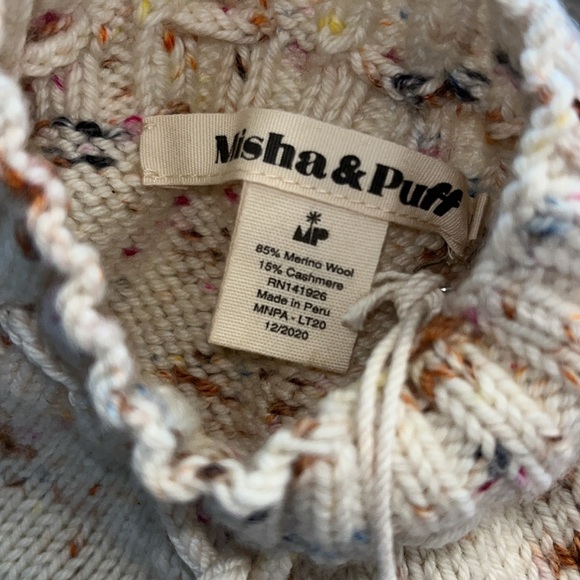 Misha & Puff
MP
85% Merino Wool
15% Cashmere
RN141926
Made in Peru
MNPA - LT20
12/2020